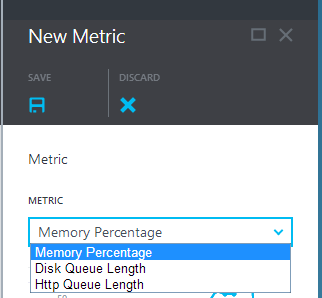 New Metric
SAVE
DISCARD
Metric
METRIC
Memory Percentage
Memory Percentage
Disk Queue Length
Http Queue Length